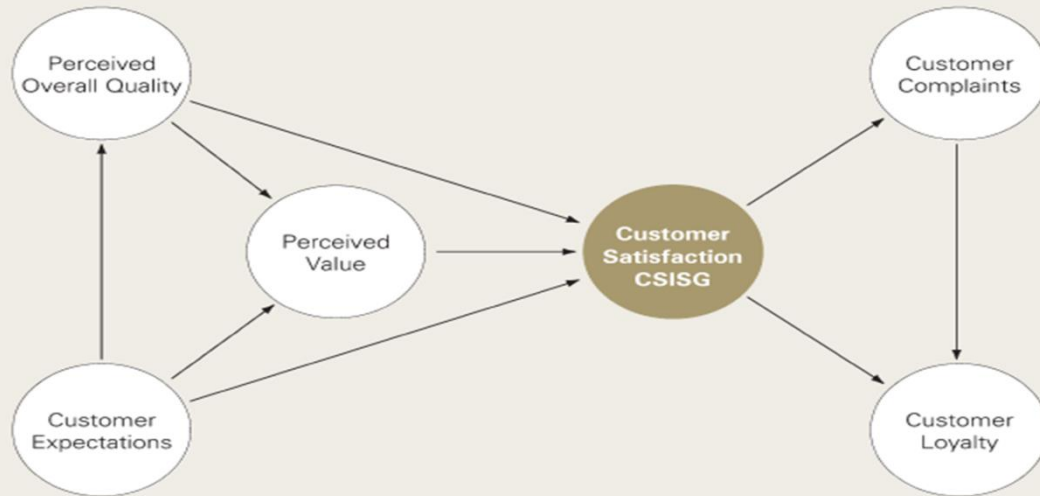 Perceived
Overall Quality
Customer
Complaints
Perceived
Value
Customer
Satisfaction
CSISG
Customer
Expectations
Customer
Loyalty